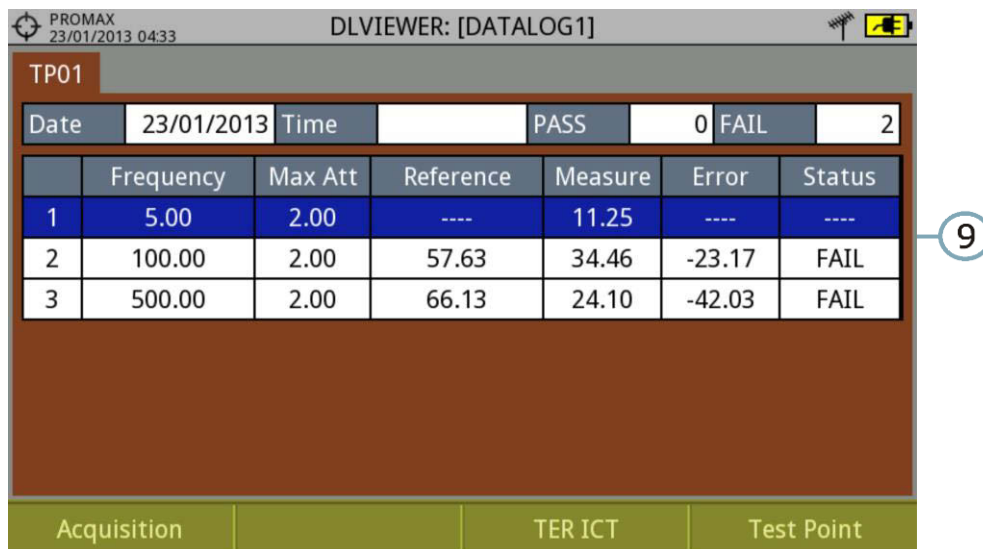 PROMAX
23/01/2013 04:33
DLVIEWER: [DATALOG1]
TP01
Date 23/01/2013 Time PASS 0 FAIL 2
Frequency Max Att Reference Measure Error Status
1 5.00 2.00 ---- 11.25 ---- ----
2 100.00 2.00 57.63 34.46 -23.17 FAIL
3 500.00 2.00 66.13 24.10 -42.03 FAIL
9
Acquisition TER ICT Test Point